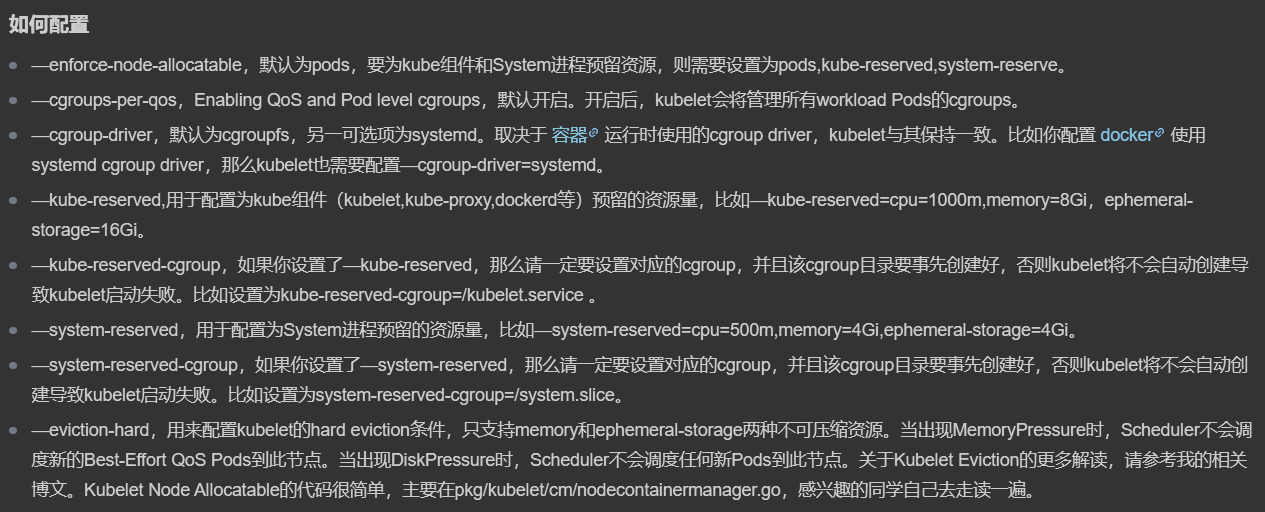 如何配置
—enforce-node-allocatable，默认为pods，要为kube组件和System进程预留资源，则需要设置为pods,kube-reserved,system-reserve。
—cgroups-per-qos，Enabling QoS and Pod level cgroups，默认开启。开启后，kubelet会将管理所有workload Pods的cgroups。
—cgroup-driver，默认为cgroupfs，另一可选项为systemd。取决于 容器 运行时使用的cgroup driver，kubelet与其保持一致。比如你配置 docker 使用
systemd cgroup driver，那么kubelet也需要配置—cgroup-driver=systemd。
—kube-reserved,用于配置为kube组件（kubelet,kube-proxy,dockerd等）预留的资源量，比如—kube-reserved=cpu=1000m,memory=8Gi，ephemeral-
storage=16Gi。
—kube-reserved-cgroup，如果你设置了—kube-reserved，那么请一定要设置对应的cgroup，并且该cgroup目录要事先创建好，否则kubelet将不会自动创建导
致kubelet启动失败。比如设置为kube-reserved-cgroup=/kubelet.service 。
—system-reserved，用于配置为System进程预留的资源量，比如—system-reserved=cpu=500m,memory=4Gi,ephemeral-storage=4Gi。
—system-reserved-cgroup，如果你设置了—system-reserved，那么请一定要设置对应的cgroup，并且该cgroup目录要事先创建好，否则kubelet将不会自动创
建导致kubelet启动失败。比如设置为system-reserved-cgroup=/system.slice。
—eviction-hard，用来配置kubelet的hard eviction条件，只支持memory和ephemeral-storage两种不可压缩资源。当出现MemoryPressure时，Scheduler不会调
度新的Best-Effort QoS Pods到此节点。当出现DiskPressure时，Scheduler不会调度任何新Pods到此节点。关于Kubelet Eviction的更多解读，请参考我的相关
博文。Kubelet Node Allocatable的代码很简单，主要在pkg/kubelet/cm/nodecontainermanager.go，感兴趣的同学自己去走读一遍。